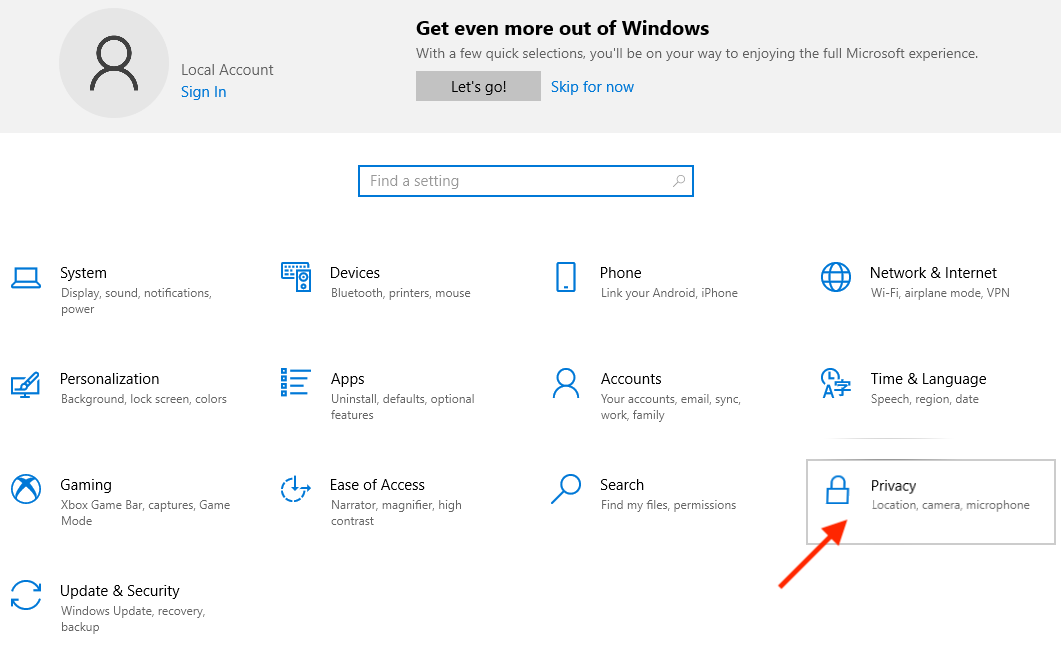 Get even more out of Windows
With a few quick selections, you'll be on your way to enjoying the full Microsoft experience.
Local Account
Sign In
Let's go!
Skip for now
Find a setting
System
Display, sound, notifications,
power
Devices
Bluetooth, printers, mouse
Phone
Link your Android, iPhone
Network & Internet
Wi-Fi, airplane mode, VPN
Personalization
Background, lock screen, colors
Apps
Uninstall, defaults, optional
features
Accounts
Your accounts, email, sync,
work, family
Time & Language
Speech, region, date
Gaming
Xbox Game Bar, captures, Game
Mode
Ease of Access
Narrator, magnifier, high
contrast
Search
Find my files, permissions
Privacy
Location, camera, microphone
Update & Security
Windows Update, recovery,
backup